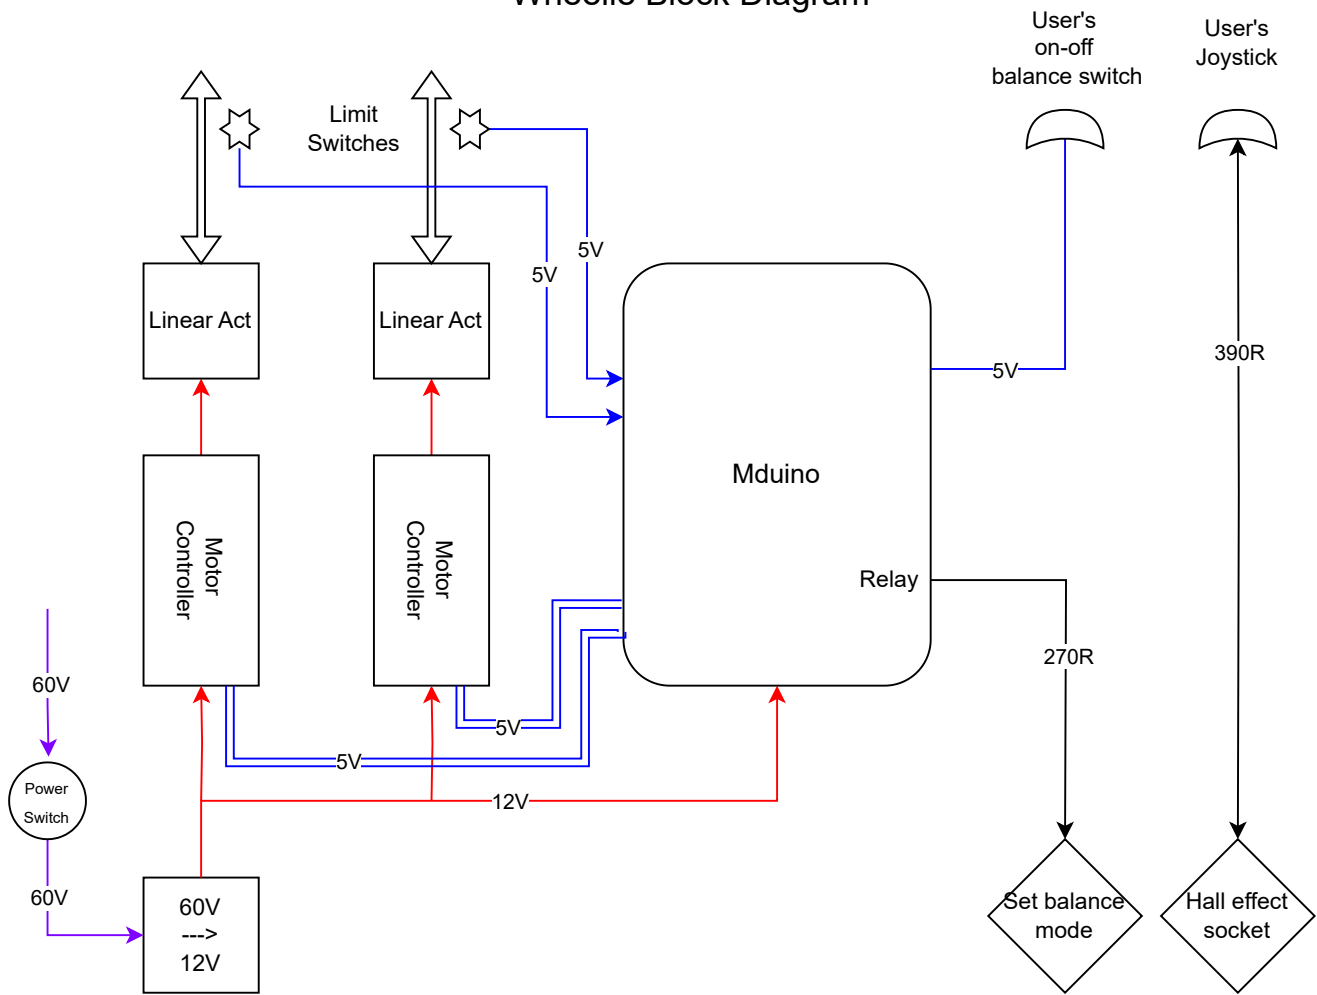 Wheelie Block Diagram
User's
on-off
balance switch
User's
Joystick
Limit
Switches
5V
5V
Linear Act
Linear Act
390R
5V
Mduino
Motor
Controller
Motor
Controller
Relay
270R
60V
5V
5V
Power
Switch
12V
60V
60V
--->
12V
Set balance
mode
Hall effect
socket